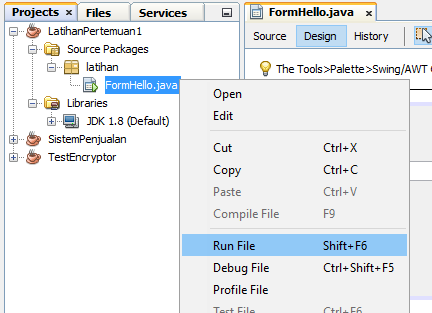 Projects × Files Services
LatihanPertemuan1
Source Packages
latihan
FormHello.java
Libraries
JDK 1.8 (Default)
SistemPenjualan
TestEncryptor
FormHello.java ×
Source Design History
The Tools>Palette>Swing/AWT
Open
Edit
Cut Ctrl+X
Copy Ctrl+C
Paste Ctrl+V
Compile File F9
Run File Shift+F6
Debug File Ctrl+Shift+F5
Profile File
Test File Ctrl+F6